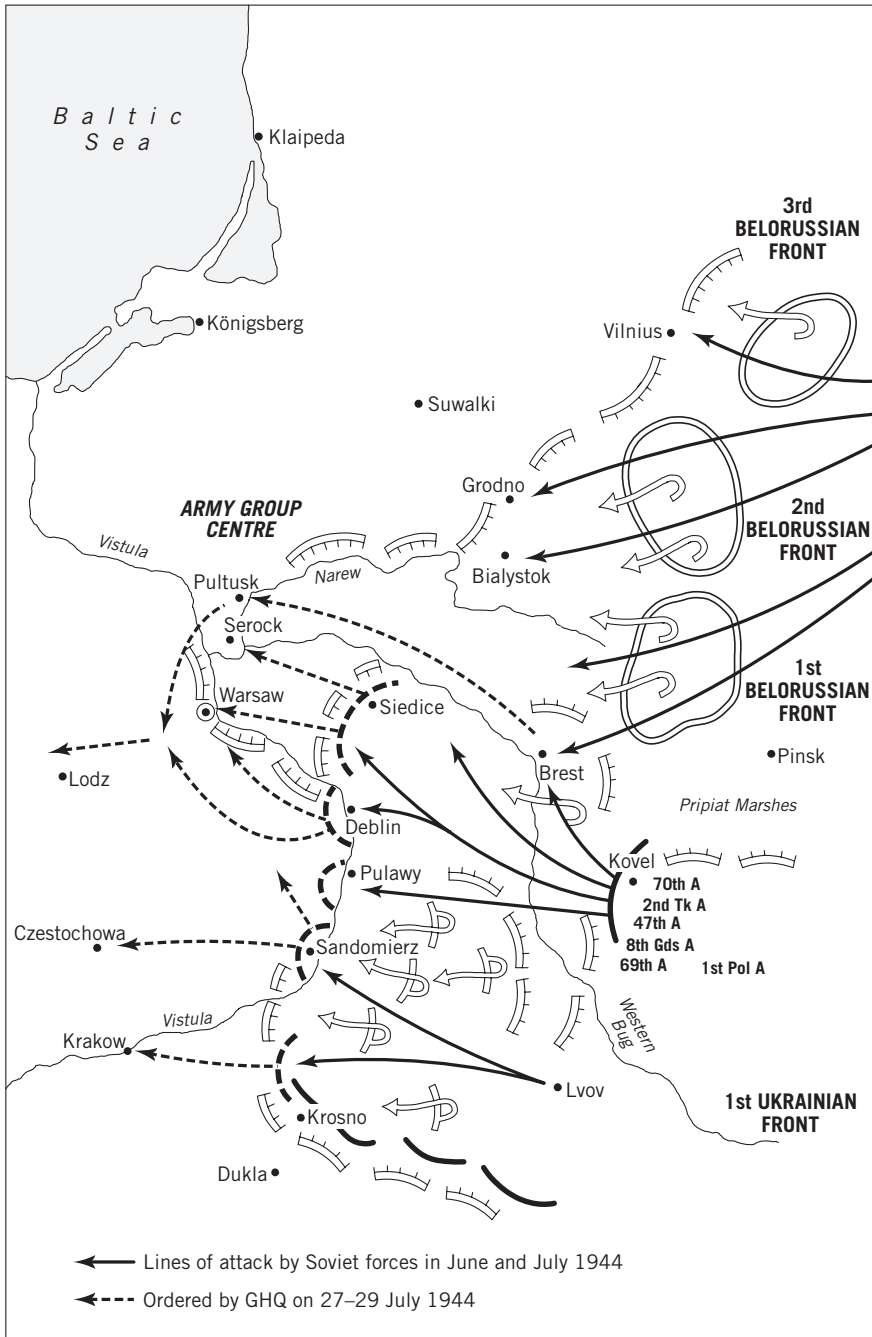 Baltic
Sea
Klaipeda
3rd
BELORUSSIAN
FRONT
Königsberg
Vilnius
Suwalki
Grodno
ARMY GROUP
CENTRE
2nd
BELORUSSIAN
FRONT
Vistula
Narew
Bialystok
Pultusk
Serock
1st
BELORUSSIAN
FRONT
Warsaw
Siedice
Brest
Pinsk
Lodz
Deblin
Pripiat Marshes
Kovel
Pulawy
70th A
2nd Tk A
47th A
8th Gds A
69th A
1st Pol A
Czestochowa
Sandomierz
Vistula
Western
Bug
Krakow
Lvov
1st UKRAINIAN
FRONT
Krosno
Dukla
Lines of attack by Soviet forces in June and July 1944
Ordered by GHQ on 27–29 July 1944